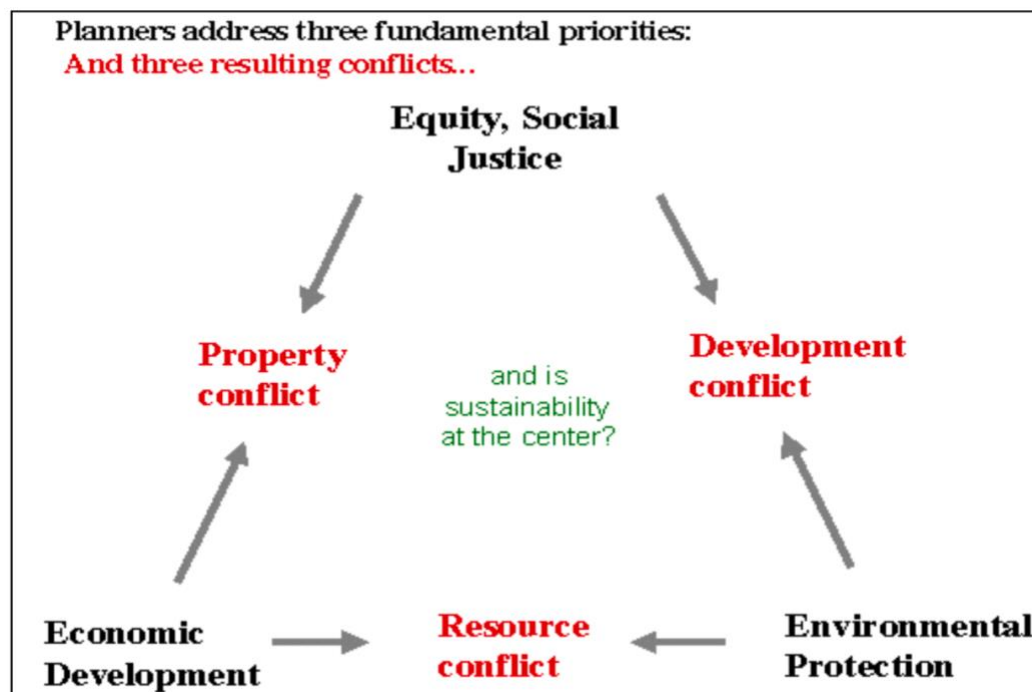 Planners address three fundamental priorities:
And three resulting conflicts...
Equity, Social
Justice
Property
conflict
and is
sustainability
at the center?
Development
conflict
Economic
Development
Resource
conflict
Environmental
Protection